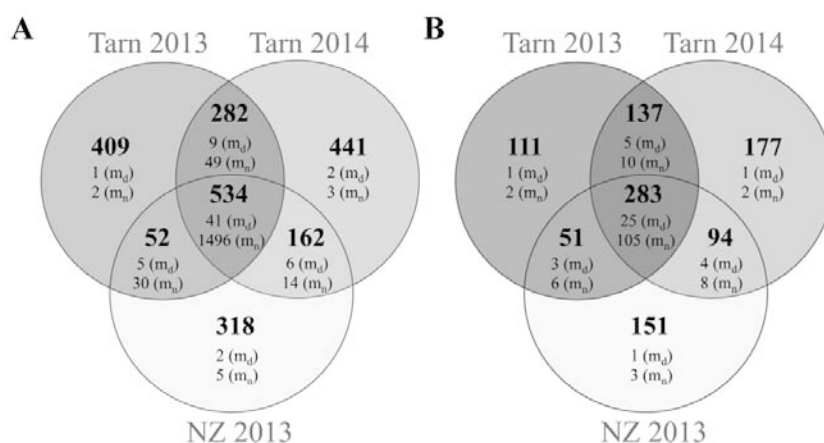 A
Tarn 2013
Tarn 2014
282
9 (md)
49 (mn)
409
1 (md)
2 (mn)
441
2 (md)
3 (mn)
534
41 (md)
1496 (mn)
52
5 (md)
30 (mn)
162
6 (md)
14 (mn)
318
2 (md)
5 (mn)
NZ 2013
B
Tarn 2013
Tarn 2014
137
5 (md)
10 (mn)
111
1 (md)
2 (mn)
177
1 (md)
2 (mn)
283
25 (md)
105 (mn)
51
3 (md)
6 (mn)
94
4 (md)
8 (mn)
151
1 (md)
3 (mn)
NZ 2013